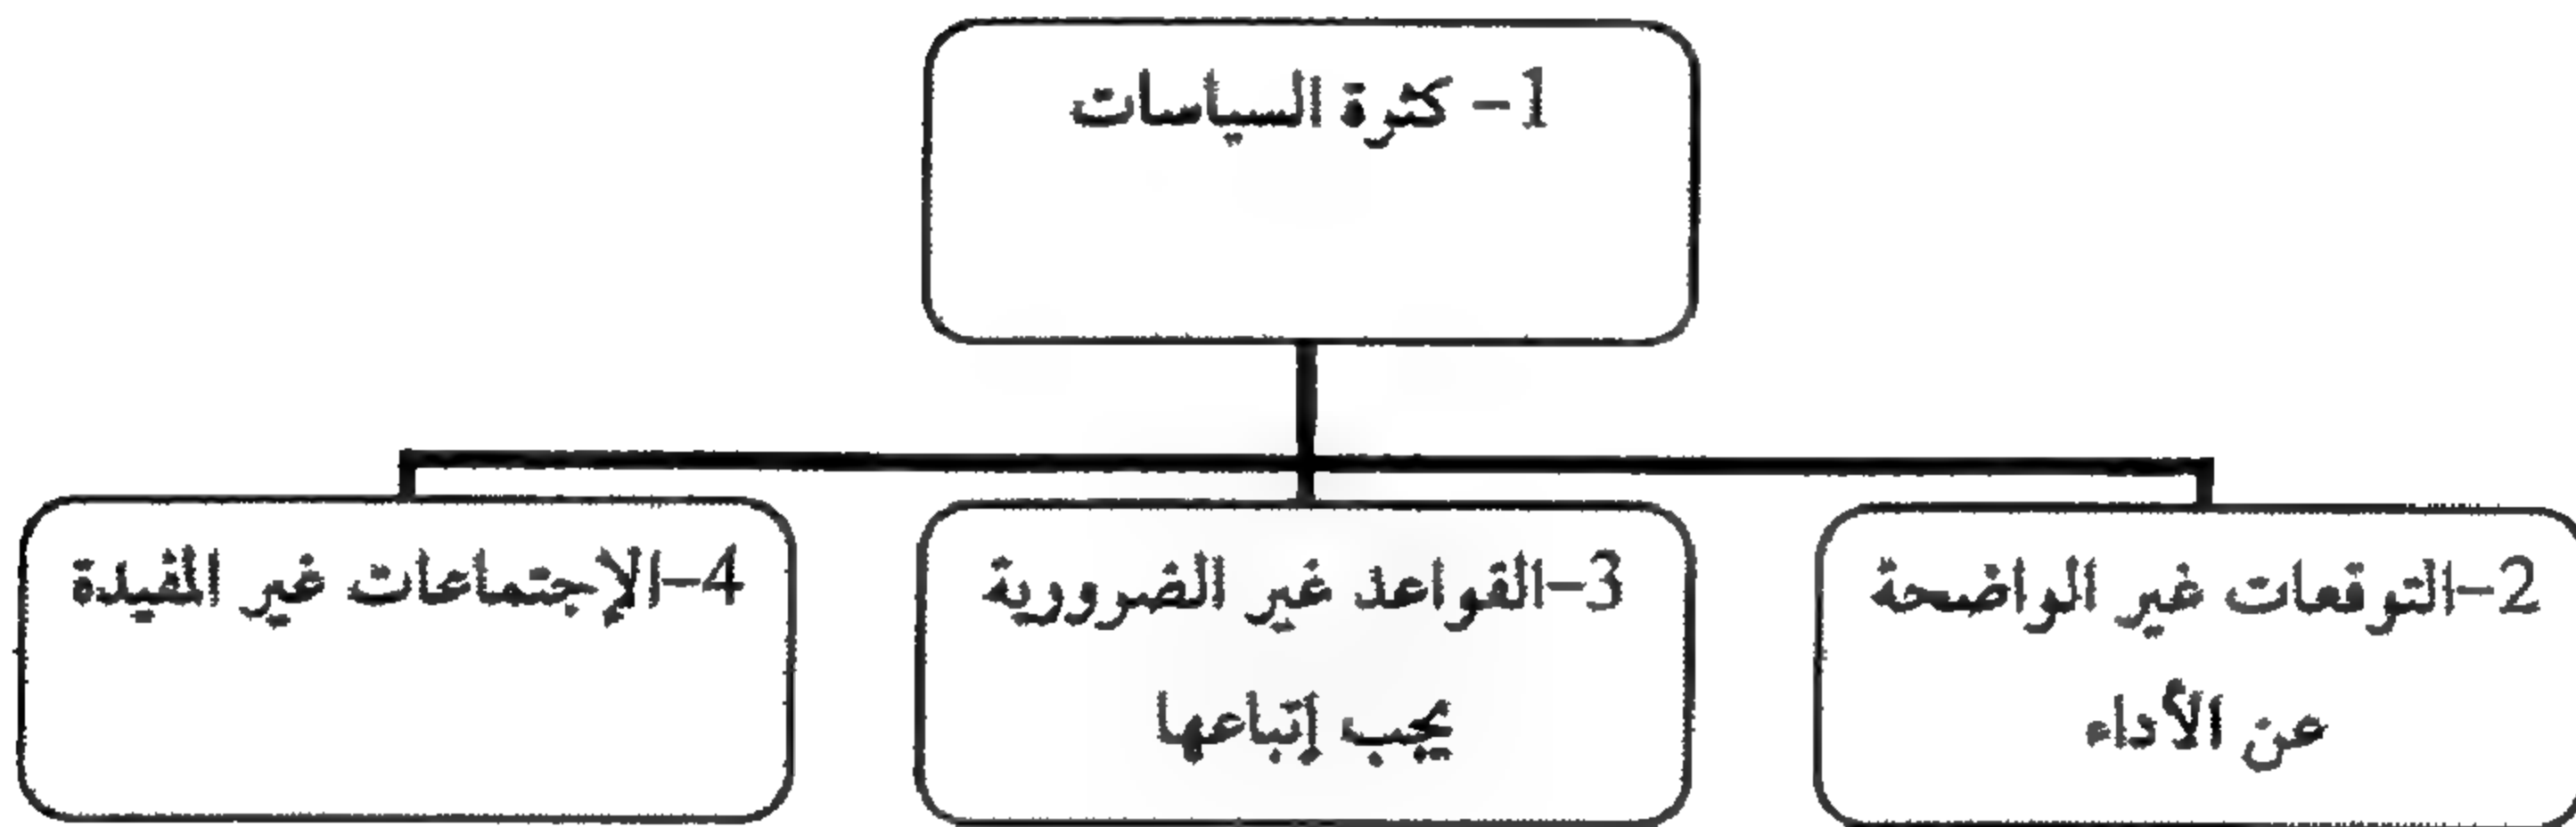 1- كثرة السياسات
2-التوقعات غير الواضحة
عن الأداء
3-القواعد غير الضرورية
يجب إتباعها
4-الإجتماعات غير المفيدة